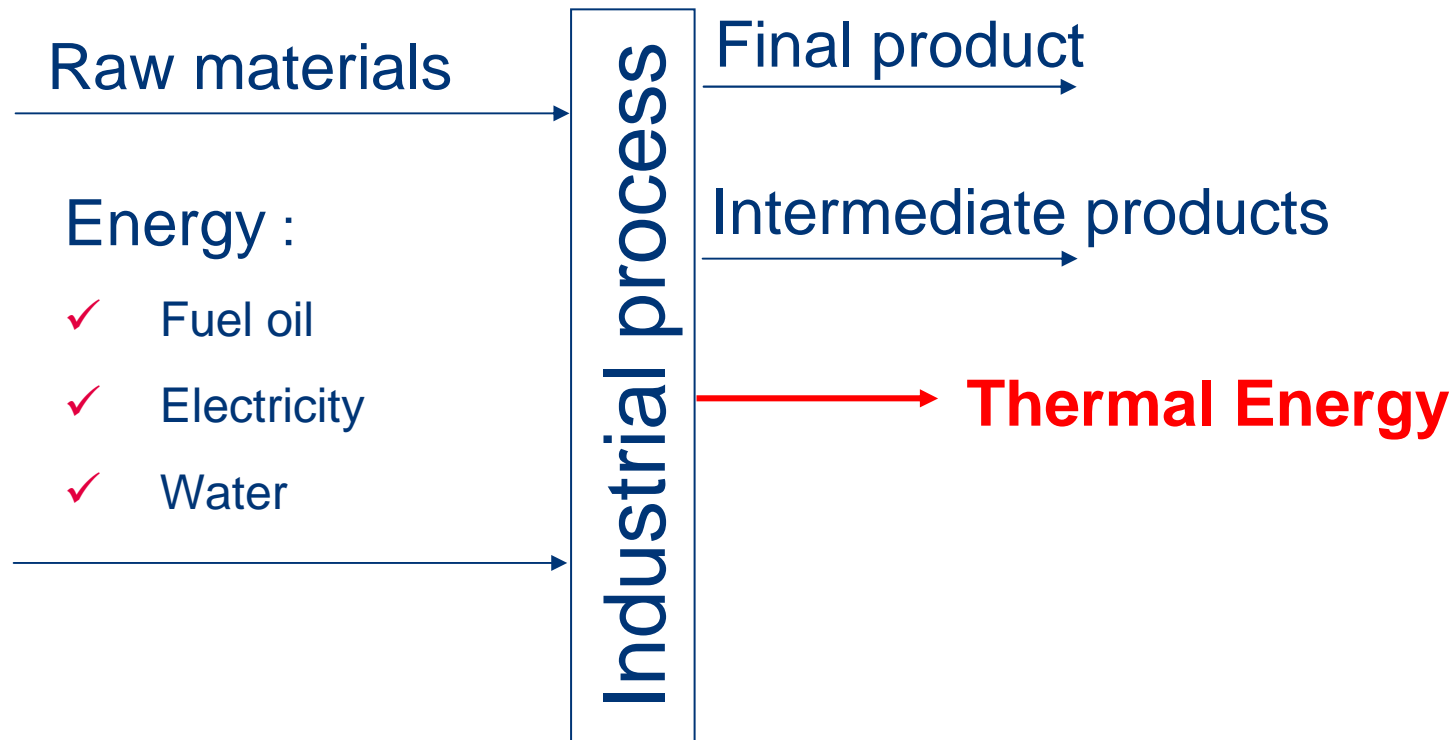 Raw materials
Energy :
✓ Fuel oil
✓ Electricity
✓ Water
Industrial process
Final product
Intermediate products
Thermal Energy